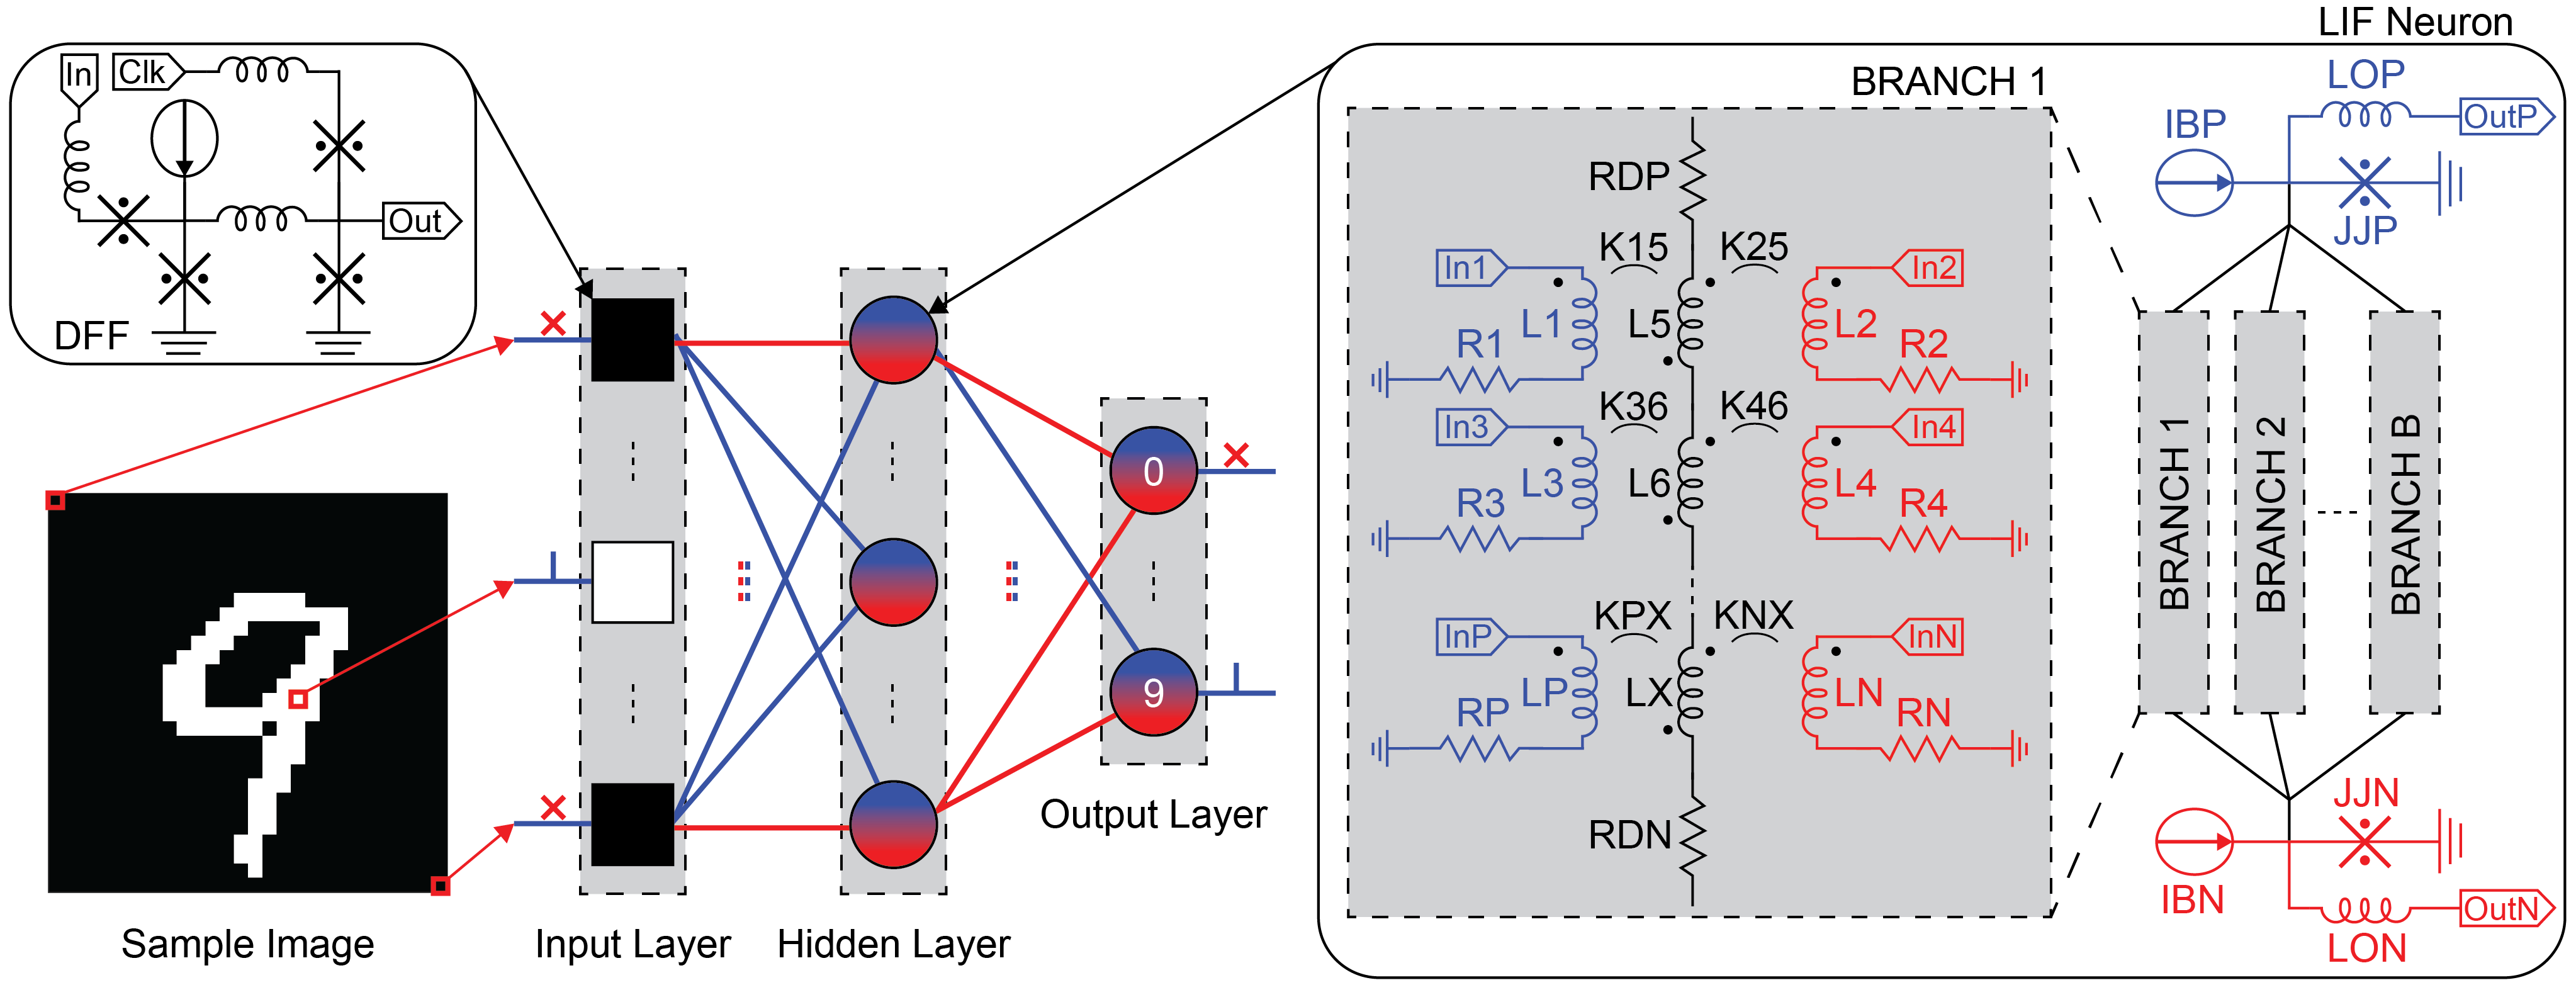 In
Clk
Out
DFF
Sample Image
Input Layer
Hidden Layer
0
9
Output Layer
LIF Neuron
BRANCH 1
RDP
K15
K25
In1
In2
L1
L5
L2
R1
R2
K36
K46
In3
In4
L3
L6
L4
R3
R4
KPX
KNX
InP
InN
LP
LX
LN
RP
RN
RDN
LOP
IBP
OutP
JJP
BRANCH 1
BRANCH 2
BRANCH B
JJN
IBN
OutN
LON